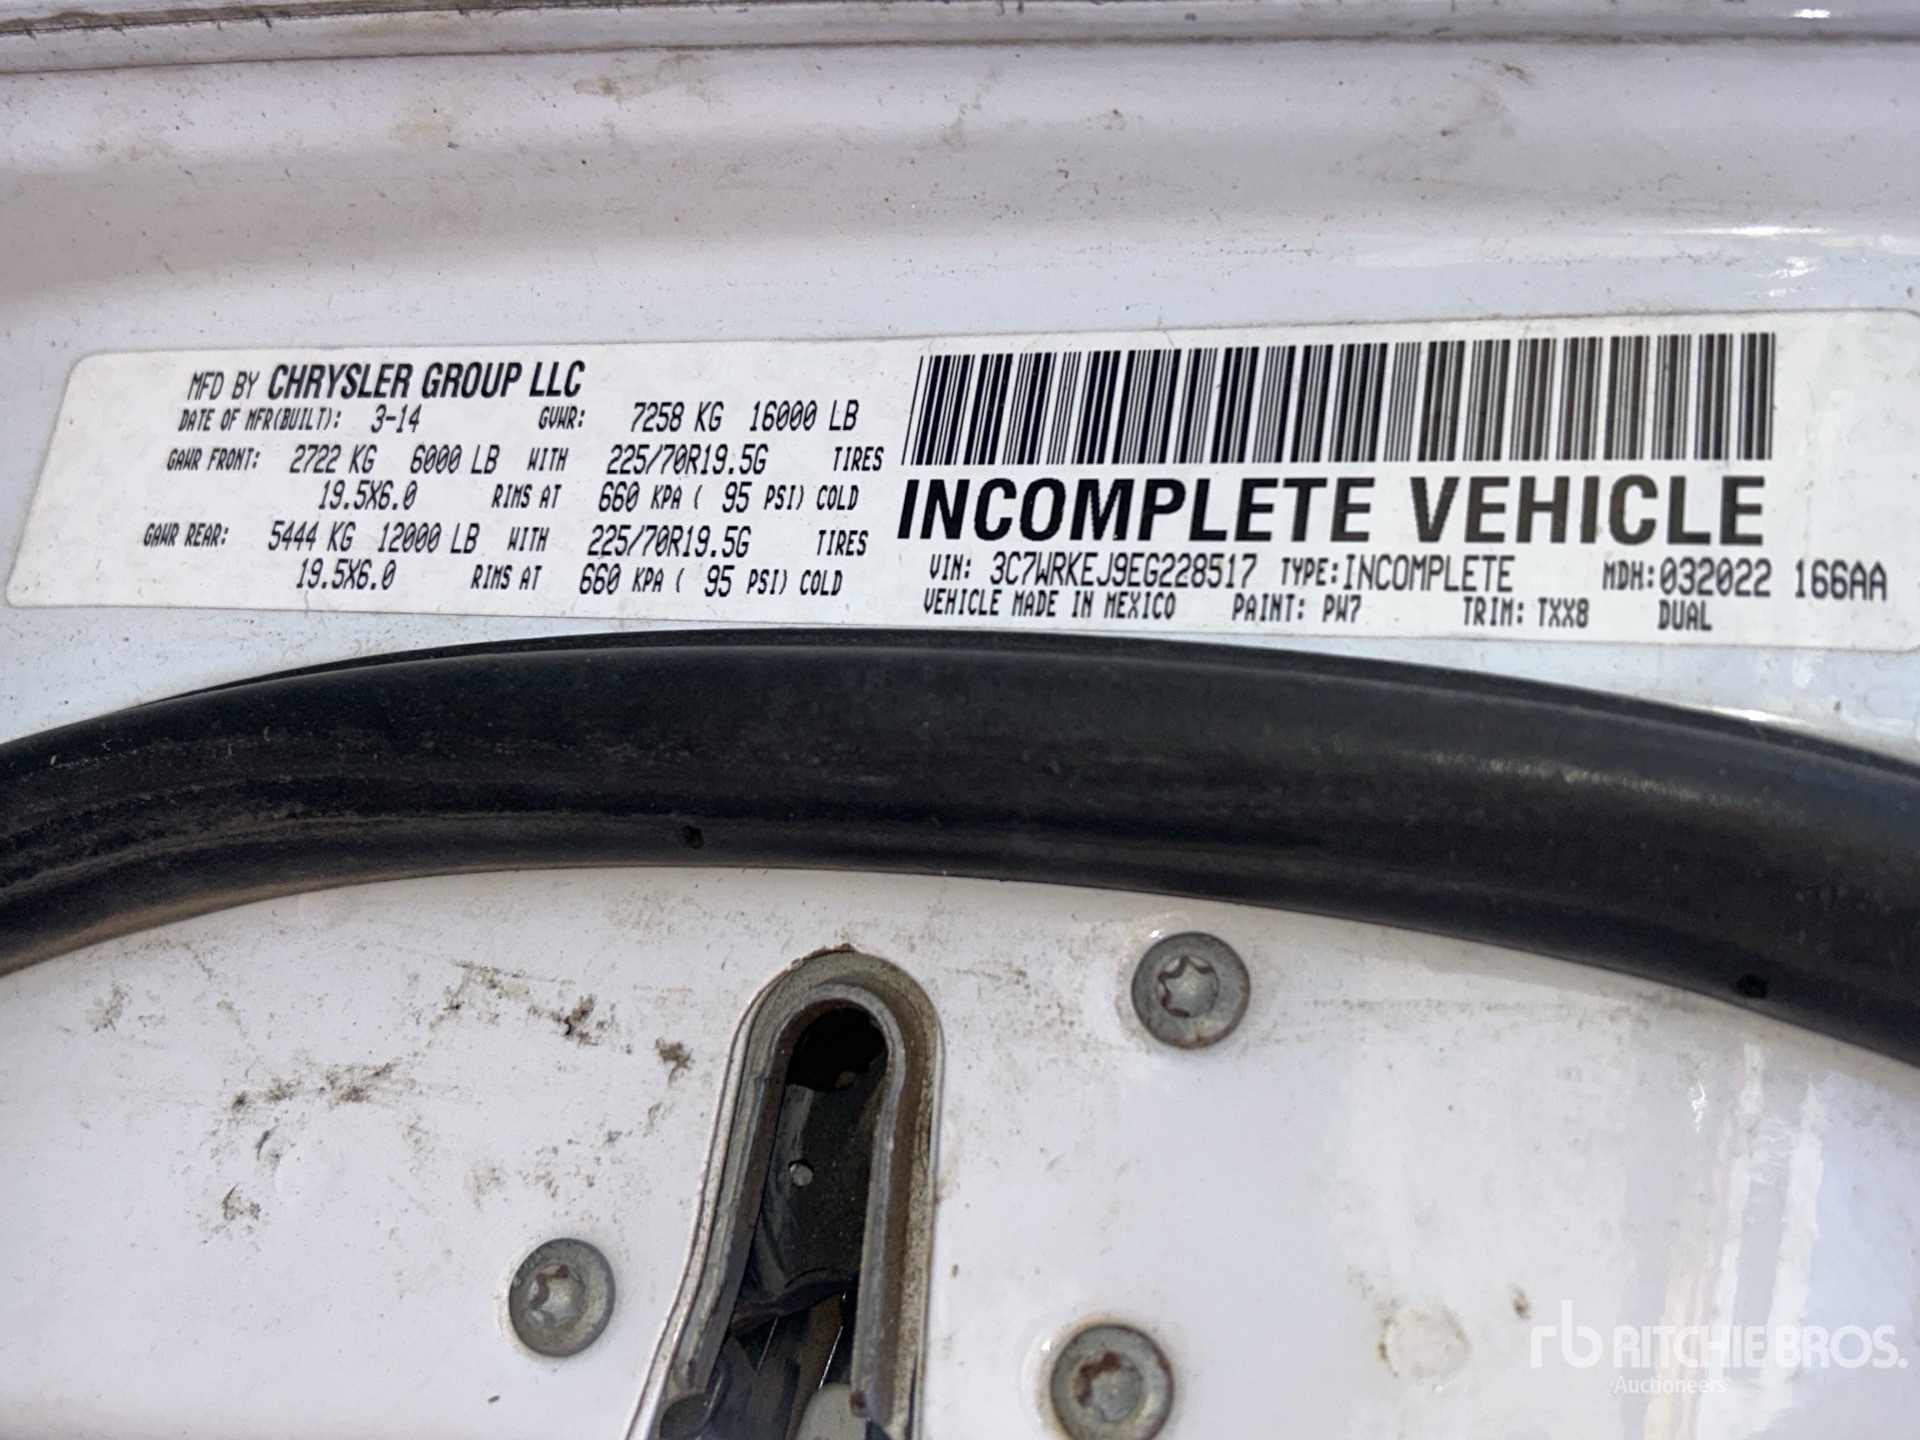 MFD BY CHRYSLER GROUP LLC
DATE OF MFR(BUILT): 3-14 GVWR: 7258 KG 16000 LB
GAWR FRONT: 2722 KG 6000 LB WITH 225/70R19.5G TIRES
19.5X6.0 RIMS AT 660 KPA ( 95 PSI) COLD
GAWR REAR: 5444 KG 12000 LB WITH 225/70R19.5G TIRES
19.5X6.0 RIMS AT 660 KPA ( 95 PSI) COLD
INCOMPLETE VEHICLE
VIN: 3C7WRKEJ9EG228517 TYPE:INCOMPLETE MDH:032022 166AA
VEHICLE MADE IN MEXICO PAINT: PW7 TRIM: TXX8 DUAL
rb RITCHIE BROS.
Auctioneers